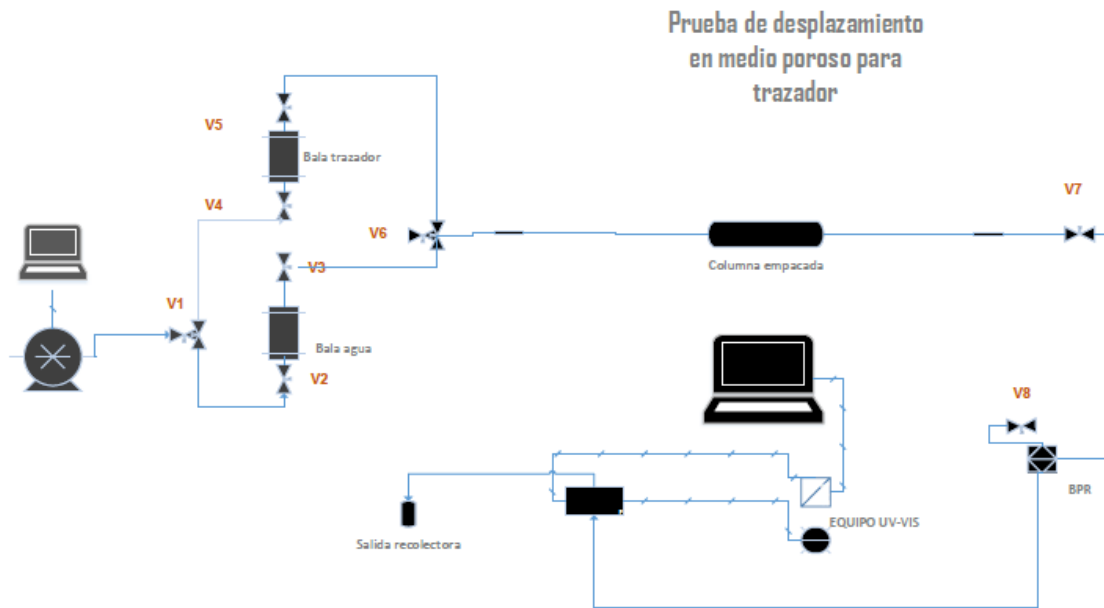 Prueba de desplazamiento
en medio poroso para
trazador
V5
Bala trazador
V4
V6
V7
Columna empacada
V3
V1
Bala agua
V2
V8
BPR
EQUIPO UV-VIS
Salida recolectora